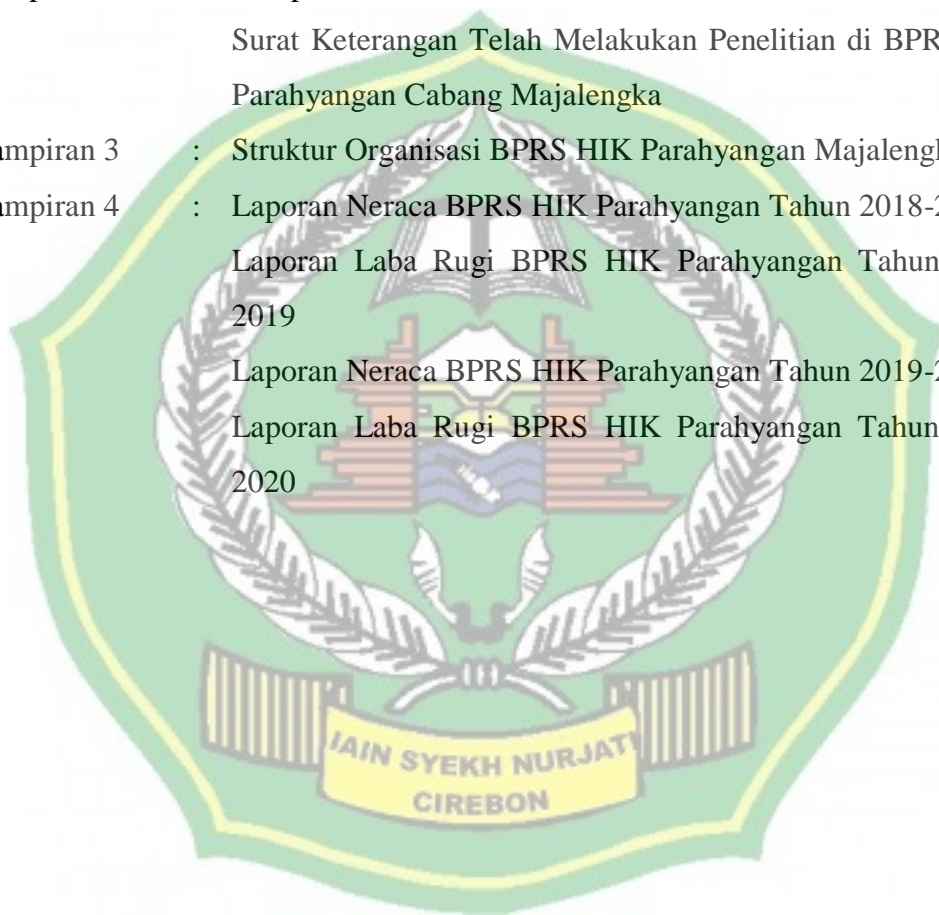 Surat Keterangan Telah Melakukan Penelitian di BPR
Parahyangan Cabang Majalengka
ampiran 3 : Struktur Organisasi BPRS HIK Parahyangan Majalengk
ampiran 4 : Laporan Neraca BPRS HIK Parahyangan Tahun 2018-2
Laporan Laba Rugi BPRS HIK Parahyangan Tahun
2019
Laporan Neraca BPRS HIK Parahyangan Tahun 2019-2
Laporan Laba Rugi BPRS HIK Parahyangan Tahun
2020
IAIN SYEKH NURJATI
CIREBON